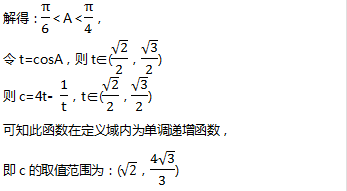 解得：π/6 < A < π/4，
令 t=cosA，则 t∈(√2/2，√3/2)
则 c=4t- 1/t，t∈(√2/2，√3/2)
可知此函数在定义域内为单调递增函数，
即 c 的取值范围为：(√2，4√3/3)